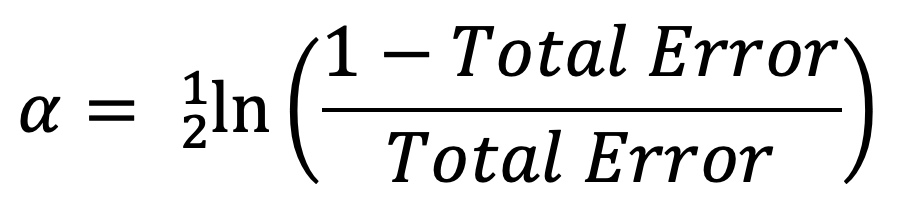 α = ½ln(1 − Total Error / Total Error)